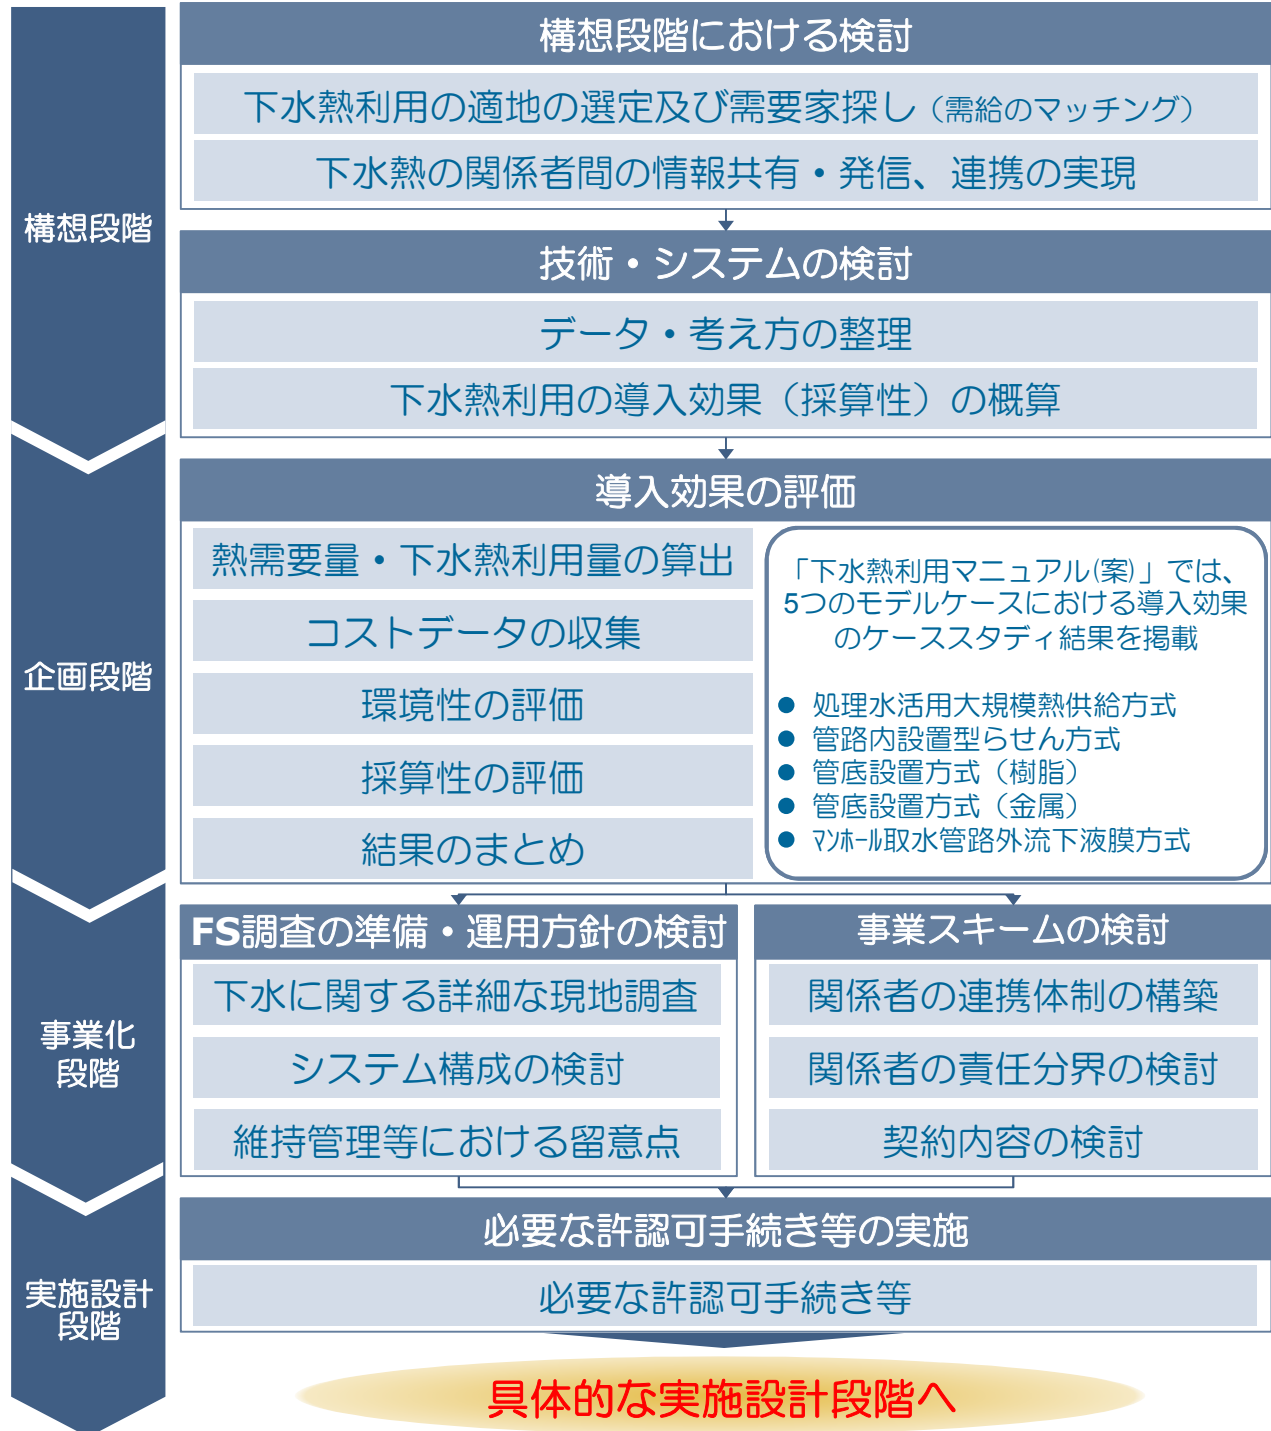 構想段階
構想段階における検討
下水熱利用の適地の選定及び需要家探し（需給のマッチング）
下水熱の関係者間の情報共有・発信、連携の実現
技術・システムの検討
データ・考え方の整理
下水熱利用の導入効果（採算性）の概算
企画段階
導入効果の評価
熱需要量・下水熱利用量の算出
コストデータの収集
環境性の評価
採算性の評価
結果のまとめ
「下水熱利用マニュアル(案)」では、
5つのモデルケースにおける導入効果
のケーススタディ結果を掲載
● 処理水活用大規模熱供給方式
● 管路内設置型らせん方式
● 管底設置方式（樹脂）
● 管底設置方式（金属）
● ﾏﾝﾎｰﾙ取水管路外流下液膜方式
事業化
段階
FS調査の準備・運用方針の検討
下水に関する詳細な現地調査
システム構成の検討
維持管理等における留意点
事業スキームの検討
関係者の連携体制の構築
関係者の責任分界の検討
契約内容の検討
実施設計
段階
必要な許認可手続き等の実施
必要な許認可手続き等
具体的な実施設計段階へ